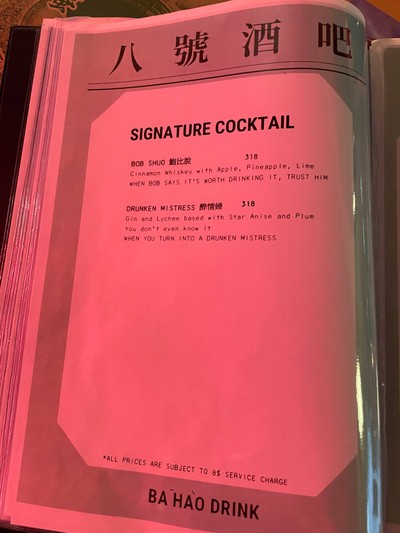 八號酒吧
SIGNATURE COCKTAIL
BOB SHUO 鮑比說 318
Cinnamon Whiskey with Apple, Pineapple, Lime
WHEN BOB SAYS IT'S WORTH DRINKING IT, TRUST HIM
DRUNKEN MISTRESS 醉情婦 318
Gin and Lychee based with Star Anise and Plum
You don't even know it
WHEN YOU TURN INTO A DRUNKEN MISTRESS
*ALL PRICES ARE SUBJECT TO 8% SERVICE CHARGE
BA HAO DRINK